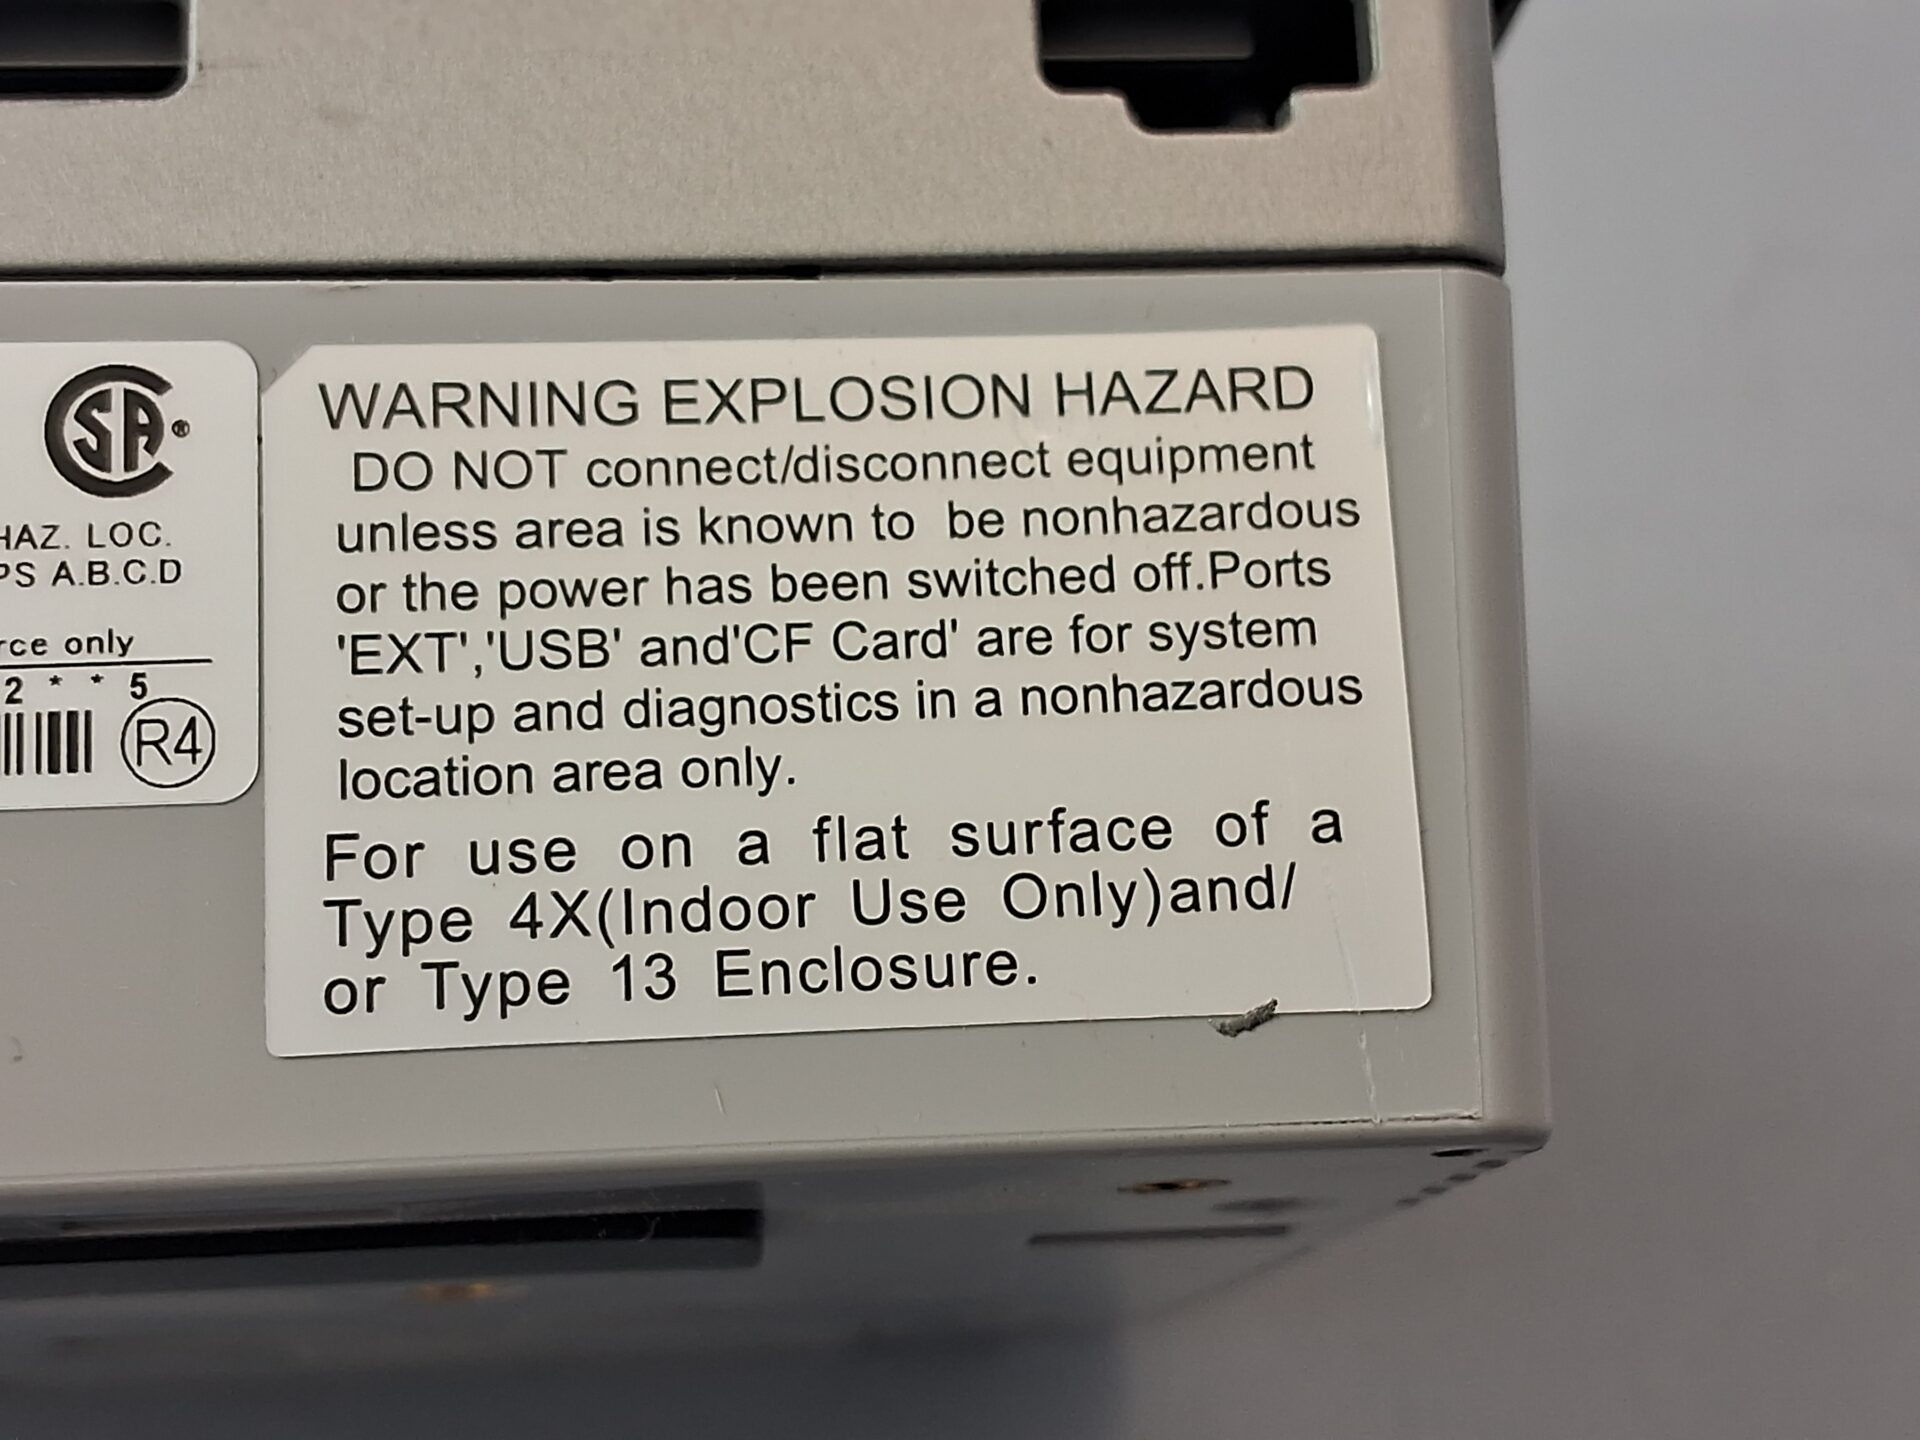 SA ®
HAZ. LOC.
A.B.C.D
only
2 * * 5
R4
WARNING EXPLOSION HAZARD
DO NOT connect/disconnect equipment
unless area is known to be nonhazardous
or the power has been switched off.Ports
'EXT','USB' and'CF Card' are for system
set-up and diagnostics in a nonhazardous
location area only.
For use on a flat surface of a
Type 4X(Indoor Use Only)and/
or Type 13 Enclosure.